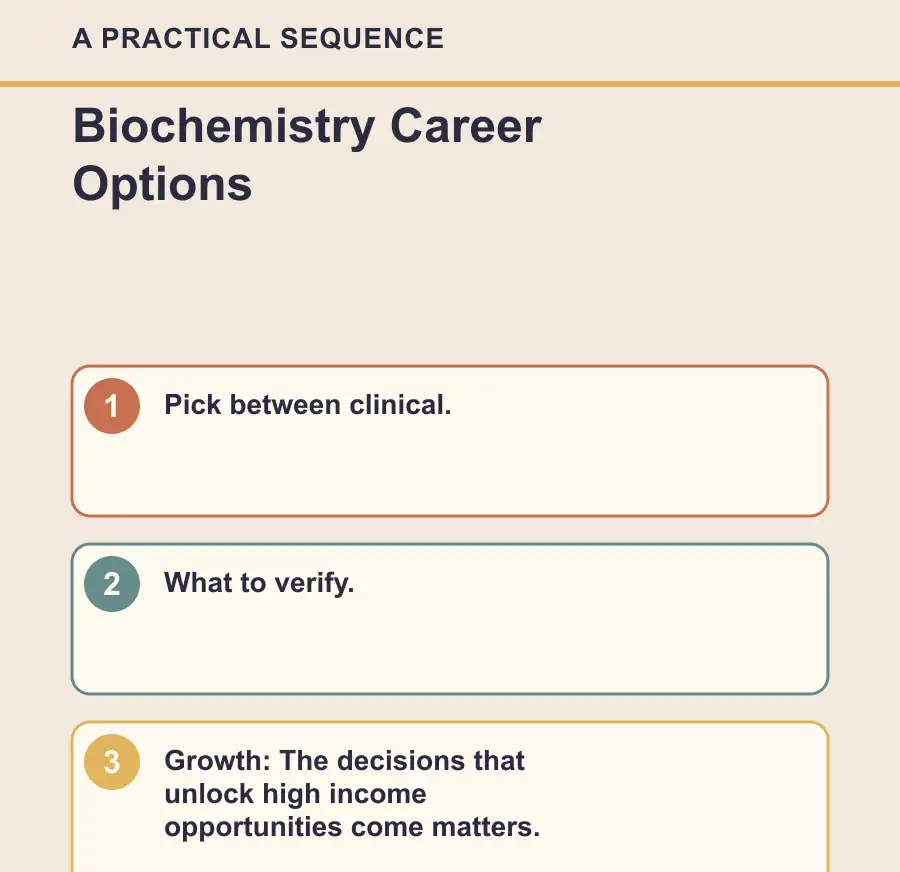 A PRACTICAL SEQUENCE
Biochemistry Career
Options
1
Pick between clinical.
2
What to verify.
3
Growth: The decisions that
unlock high income
opportunities come matters.